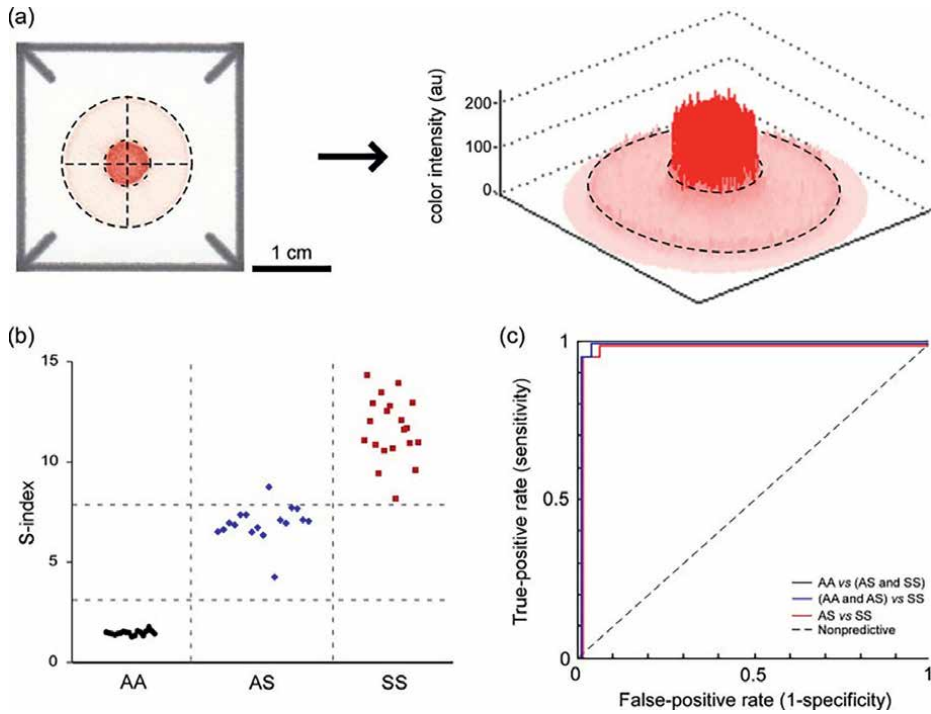 (a)
1 cm
color intensity (au)
200
100
0
(b)
S-index
15
10
5
0
AA AS SS
(c)
True-positive rate (sensitivity)
1
0.5
0
AA vs (AS and SS)
(AA and AS) vs SS
AS vs SS
Nonpredictive
0 0.5 1
False-positive rate (1-specificity)